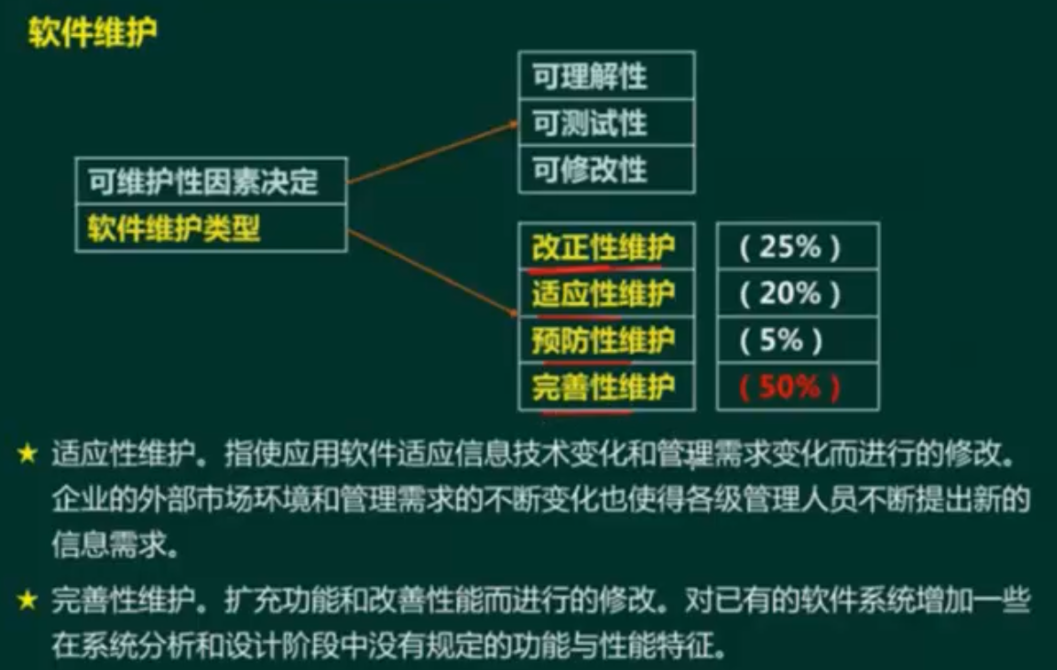 软件维护
可理解性
可测试性
可修改性
可维护性因素决定
软件维护类型
改正性维护 （25%）
适应性维护 （20%）
预防性维护 （5%）
完善性维护 （50%）
★ 适应性维护。指使应用软件适应信息技术变化和管理需求变化而进行的修改。
企业的外部市场环境和管理需求的不断变化也使得各级管理人员不断提出新的
信息需求。
★ 完善性维护。扩充功能和改善性能而进行的修改。对已有的软件系统增加一些
在系统分析和设计阶段中没有规定的功能与性能特征。